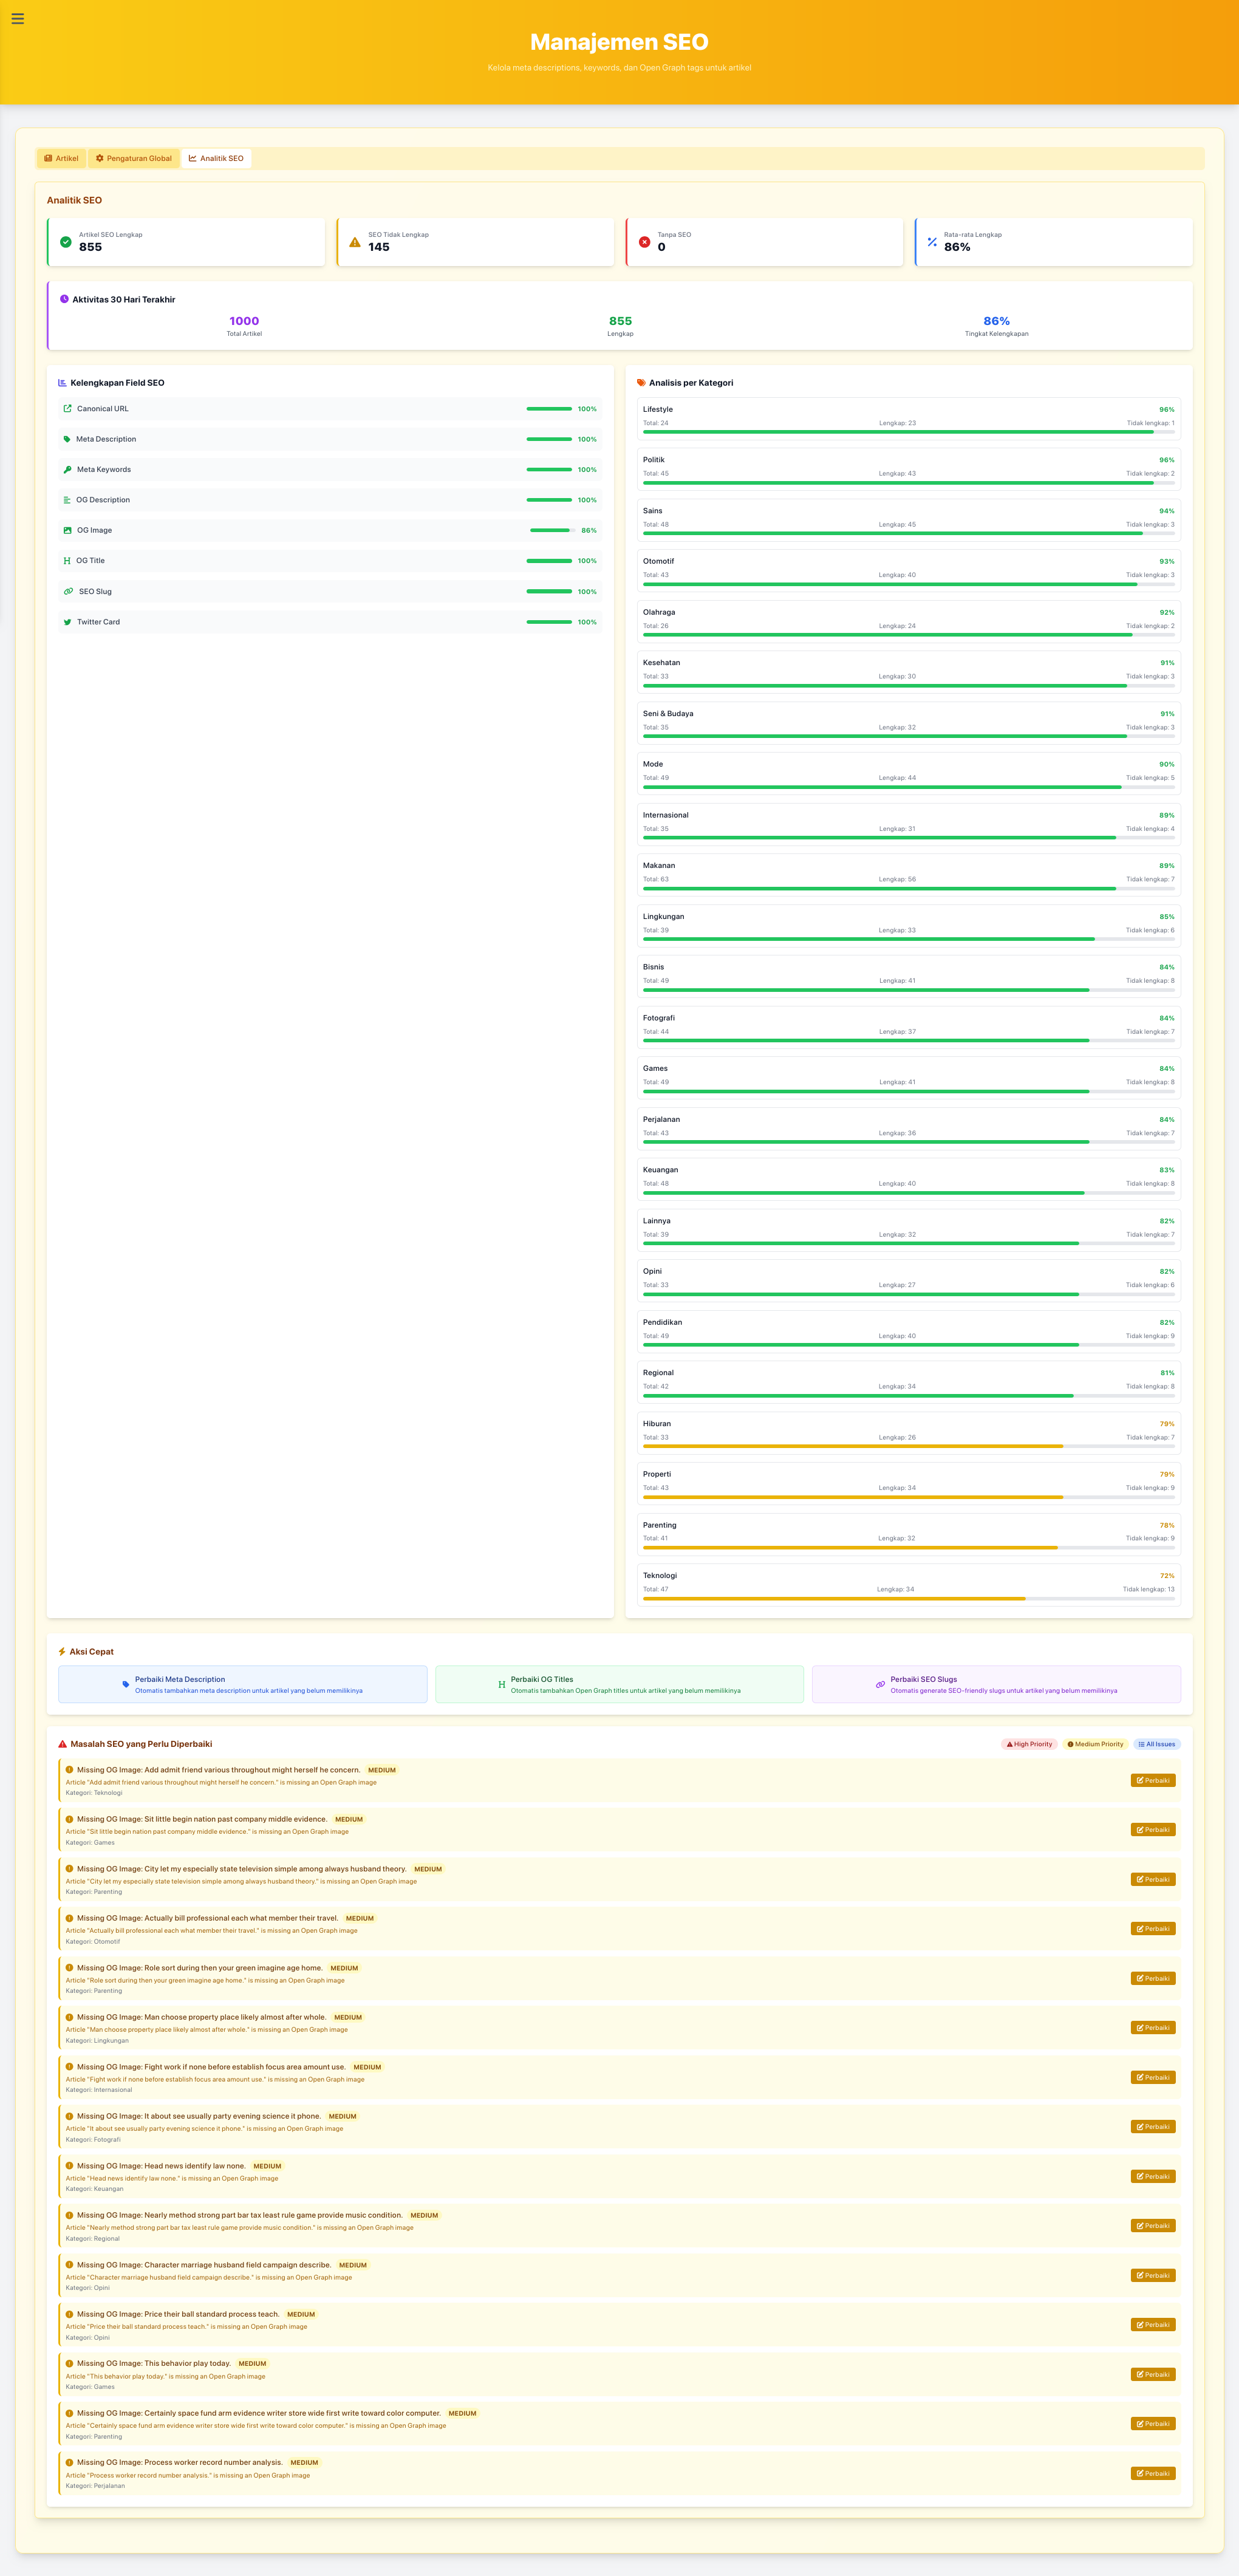 Manajemen SEO
Kelola meta descriptions, keywords, dan Open Graph tags untuk artikel
Artikel Pengaturan Global Analitik SEO
Analitik SEO
Artikel SEO Lengkap
855
SEO Tidak Lengkap
145
Tanpa SEO
0
Rata-rata Lengkap
86%
Aktivitas 30 Hari Terakhir
1000 855 86%
Total Artikel Lengkap Tingkat Kelengkapan
Kelengkapan Field SEO
Canonical URL 100%
Meta Description 100%
Meta Keywords 100%
OG Description 100%
OG Image 86%
OG Title 100%
SEO Slug 100%
Twitter Card 100%
Analisis per Kategori
Lifestyle 96%
Total: 24 Lengkap: 23 Tidak lengkap: 1
Politik 96%
Total: 45 Lengkap: 43 Tidak lengkap: 2
Sains 94%
Total: 48 Lengkap: 45 Tidak lengkap: 3
Otomotif 93%
Total: 43 Lengkap: 40 Tidak lengkap: 3
Olahraga 92%
Total: 26 Lengkap: 24 Tidak lengkap: 2
Kesehatan 91%
Total: 33 Lengkap: 30 Tidak lengkap: 3
Seni & Budaya 91%
Total: 35 Lengkap: 32 Tidak lengkap: 3
Mode 90%
Total: 49 Lengkap: 44 Tidak lengkap: 5
Internasional 89%
Total: 35 Lengkap: 31 Tidak lengkap: 4
Makanan 89%
Total: 63 Lengkap: 56 Tidak lengkap: 7
Lingkungan 85%
Total: 39 Lengkap: 33 Tidak lengkap: 6
Bisnis 84%
Total: 49 Lengkap: 41 Tidak lengkap: 8
Fotografi 84%
Total: 44 Lengkap: 37 Tidak lengkap: 7
Games 84%
Total: 49 Lengkap: 41 Tidak lengkap: 8
Perjalanan 84%
Total: 43 Lengkap: 36 Tidak lengkap: 7
Keuangan 83%
Total: 48 Lengkap: 40 Tidak lengkap: 8
Lainnya 82%
Total: 39 Lengkap: 32 Tidak lengkap: 7
Opini 82%
Total: 33 Lengkap: 27 Tidak lengkap: 6
Pendidikan 82%
Total: 49 Lengkap: 40 Tidak lengkap: 9
Regional 81%
Total: 42 Lengkap: 34 Tidak lengkap: 8
Hiburan 79%
Total: 33 Lengkap: 26 Tidak lengkap: 7
Properti 79%
Total: 43 Lengkap: 34 Tidak lengkap: 9
Parenting 78%
Total: 41 Lengkap: 32 Tidak lengkap: 9
Teknologi 72%
Total: 47 Lengkap: 34 Tidak lengkap: 13
Aksi Cepat
Perbaiki Meta Description
Otomatis tambahkan meta description untuk artikel yang belum memilikinya
Perbaiki OG Titles
Otomatis tambahkan Open Graph titles untuk artikel yang belum memilikinya
Perbaiki SEO Slugs
Otomatis generate SEO-friendly slugs untuk artikel yang belum memilikinya
Masalah SEO yang Perlu Diperbaiki High Priority Medium Priority All Issues
Missing OG Image: Add admit friend various throughout might herself he concern. MEDIUM
Article "Add admit friend various throughout might herself he concern." is missing an Open Graph image
Kategori: Teknologi
Perbaiki
Missing OG Image: Sit little begin nation past company middle evidence. MEDIUM
Article "Sit little begin nation past company middle evidence." is missing an Open Graph image
Kategori: Games
Perbaiki
Missing OG Image: City let my especially state television simple among always husband theory. MEDIUM
Article "City let my especially state television simple among always husband theory." is missing an Open Graph image
Kategori: Parenting
Perbaiki
Missing OG Image: Actually bill professional each what member their travel. MEDIUM
Article "Actually bill professional each what member their travel." is missing an Open Graph image
Kategori: Otomotif
Perbaiki
Missing OG Image: Role sort during then your green imagine age home. MEDIUM
Article "Role sort during then your green imagine age home." is missing an Open Graph image
Kategori: Parenting
Perbaiki
Missing OG Image: Man choose property place likely almost after whole. MEDIUM
Article "Man choose property place likely almost after whole." is missing an Open Graph image
Kategori: Lingkungan
Perbaiki
Missing OG Image: Fight work if none before establish focus area amount use. MEDIUM
Article "Fight work if none before establish focus area amount use." is missing an Open Graph image
Kategori: Internasional
Perbaiki
Missing OG Image: It about see usually party evening science it phone. MEDIUM
Article "It about see usually party evening science it phone." is missing an Open Graph image
Kategori: Fotografi
Perbaiki
Missing OG Image: Head news identify law none. MEDIUM
Article "Head news identify law none." is missing an Open Graph image
Kategori: Keuangan
Perbaiki
Missing OG Image: Nearly method strong part bar tax least rule game provide music condition. MEDIUM
Article "Nearly method strong part bar tax least rule game provide music condition." is missing an Open Graph image
Kategori: Regional
Perbaiki
Missing OG Image: Character marriage husband field campaign describe. MEDIUM
Article "Character marriage husband field campaign describe." is missing an Open Graph image
Kategori: Opini
Perbaiki
Missing OG Image: Price their ball standard process teach. MEDIUM
Article "Price their ball standard process teach." is missing an Open Graph image
Kategori: Opini
Perbaiki
Missing OG Image: This behavior play today. MEDIUM
Article "This behavior play today." is missing an Open Graph image
Kategori: Games
Perbaiki
Missing OG Image: Certainly space fund arm evidence writer store wide first write toward color computer. MEDIUM
Article "Certainly space fund arm evidence writer store wide first write toward color computer." is missing an Open Graph image
Kategori: Parenting
Perbaiki
Missing OG Image: Process worker record number analysis. MEDIUM
Article "Process worker record number analysis." is missing an Open Graph image
Kategori: Perjalanan
Perbaiki